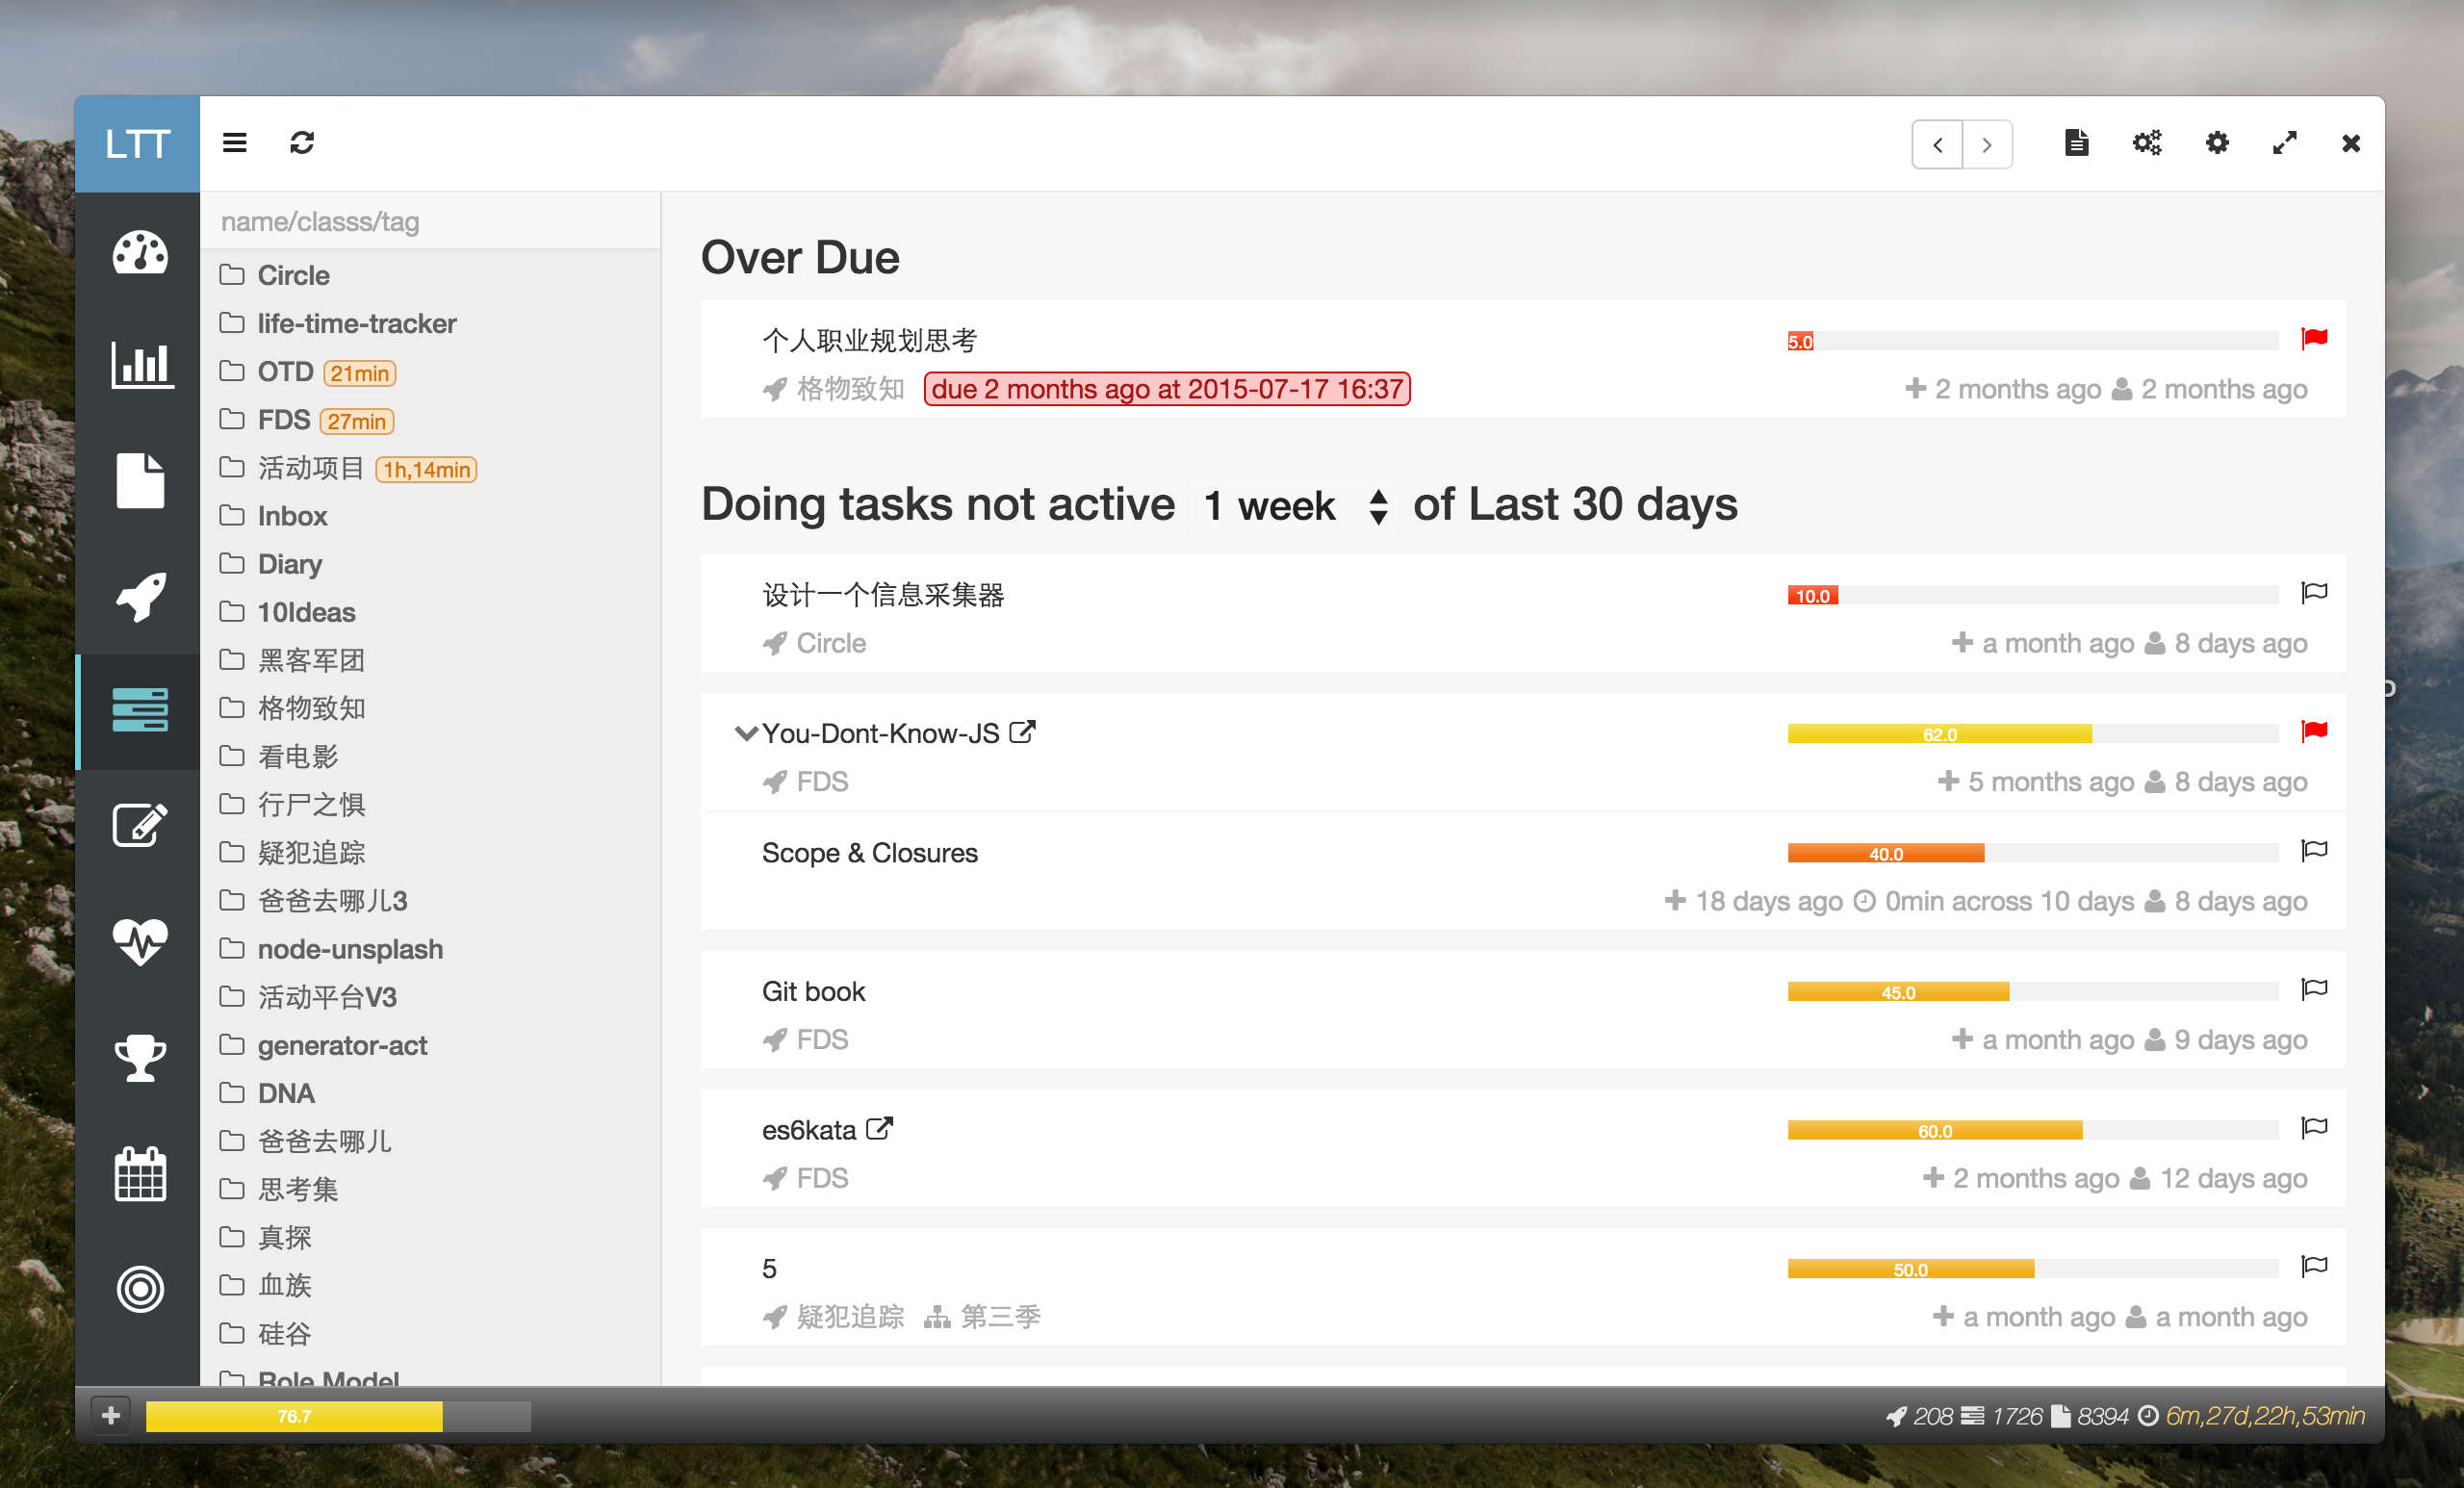 LTT
name/classs/tag
Circle
life-time-tracker
OTD 21min
FDS 27min
活动项目 1h,14min
Inbox
Diary
10Ideas
黑客军团
格物致知
看电影
行尸之惧
疑犯追踪
爸爸去哪儿3
node-unsplash
活动平台V3
generator-act
DNA
爸爸去哪儿
思考集
真探
血族
硅谷
Role Model
Over Due
个人职业规划思考 5.0
格物致知 due 2 months ago at 2015-07-17 16:37 2 months ago 2 months ago
Doing tasks not active 1 week of Last 30 days
设计一个信息采集器 10.0
Circle a month ago 8 days ago
You-Dont-Know-JS 62.0
FDS 5 months ago 8 days ago
Scope & Closures 40.0
18 days ago 0min across 10 days 8 days ago
Git book 45.0
FDS a month ago 9 days ago
es6kata 60.0
FDS 2 months ago 12 days ago
5 50.0
疑犯追踪 第三季 a month ago a month ago
76.7 208 1726 8394 6m,27d,22h,53min